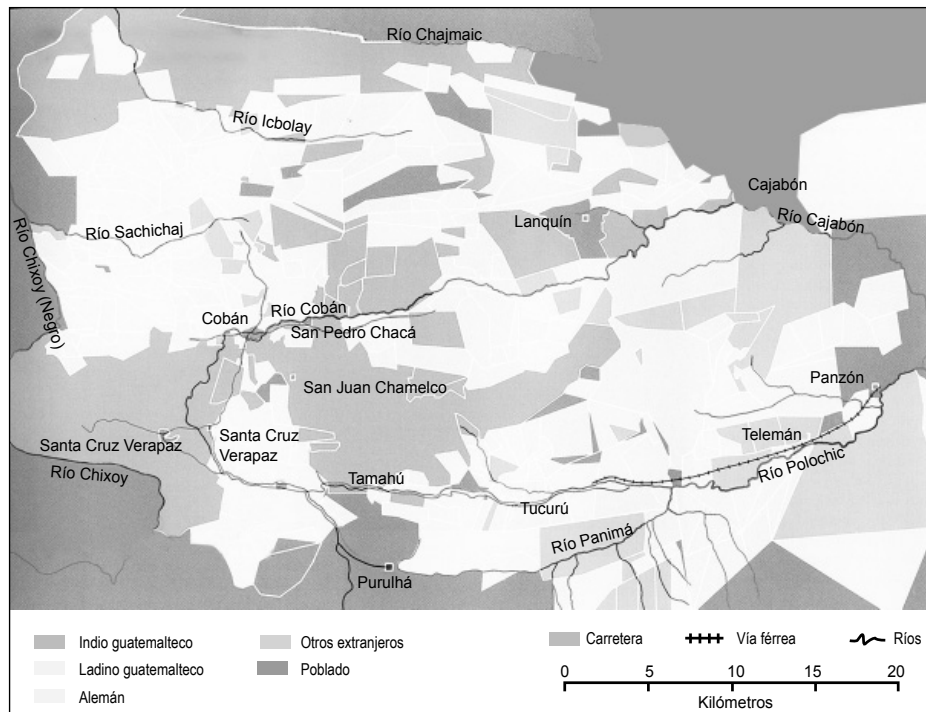 Río Chajmaic
Río Icbolay
Cajabón
Lanquín
Río Cajabón
Río Sachichaj
Río Chixoy (Negro)
Río Cobán
Cobán
San Pedro Chacá
Panzón
San Juan Chamelco
Telemán
Santa Cruz Verapaz
Santa Cruz
Verapaz
Río Polochic
Río Chixoy
Tamahú
Tucurú
Río Panimá
Purulhá
Indio guatemalteco
Ladino guatemalteco
Alemán
Otros extranjeros
Poblado
Carretera
Vía férrea
Ríos
0 5 10 15 20
Kilómetros